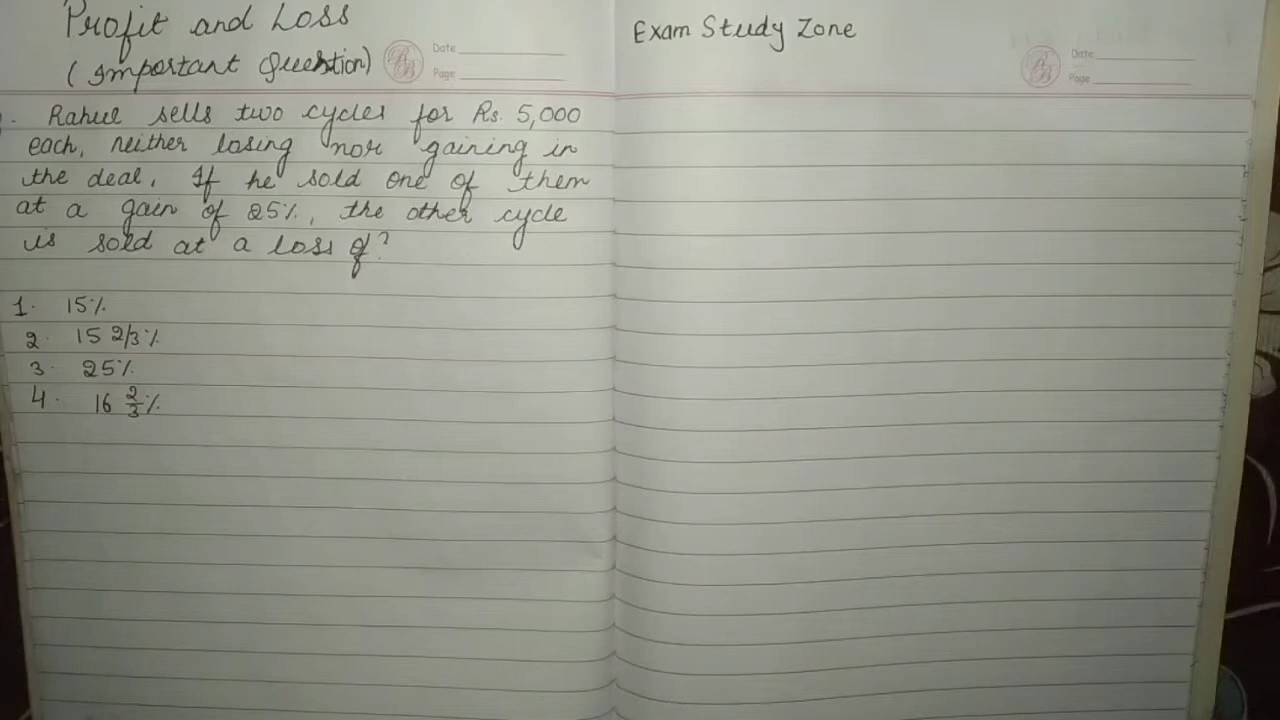 Profit and Loss
(Important Question)
Date
Page
Rahul sells two cycles for Rs. 5,000
each, neither losing nor gaining in
the deal, If he sold one of them
at a gain of 25%, the other cycle
is sold at a loss of?
1. 15%
2. 15 2/3%
3. 25%
4. 16 2/3%
Exam Study Zone
Date
Page